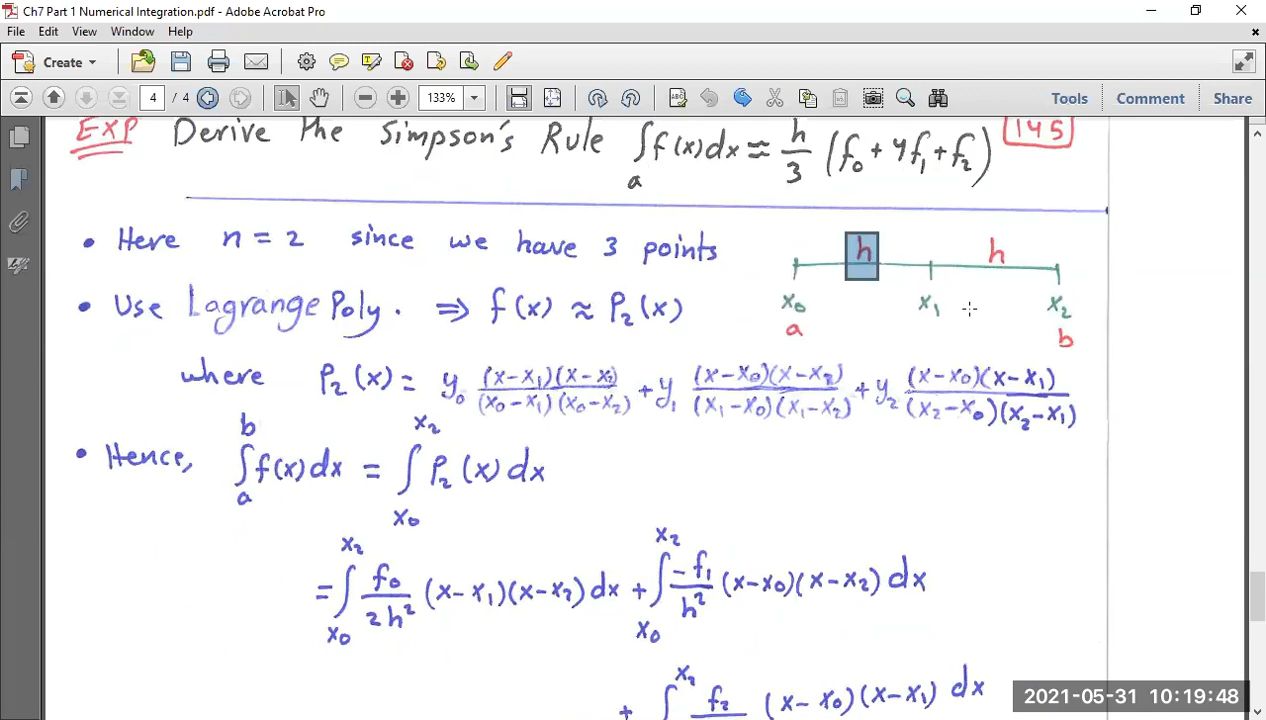 Ch7 Part 1 Numerical Integration.pdf - Adobe Acrobat Pro
File Edit View Window Help
Create
4 / 4 133% Tools Comment Share
EXP Derive the Simpson's Rule ∫ₐ f(x)dx ≈ h/3 (f₀ + 4f₁ + f₂) 145
• Here n = 2 since we have 3 points
h h
x₀ x₁ x₂
a b
• Use Lagrange Poly. ⇒ f(x) ≈ P₂(x)
where P₂(x) = y₀ (x-x₁)(x-x₂)/(x₀-x₁)(x₀-x₂) + y₁ (x-x₀)(x-x₂)/(x₁-x₀)(x₁-x₂) + y₂ (x-x₀)(x-x₁)/(x₂-x₀)(x₂-x₁)
• Hence, ∫ₐᵇ f(x)dx = ∫_{x₀}^{x₂} P₂(x)dx
= ∫_{x₀}^{x₂} f₀/2h² (x-x₁)(x-x₂)dx + ∫_{x₀}^{x₂} -f₁/h² (x-x₀)(x-x₂)dx
+ ∫^{x₂} f₂ (x-x₀)(x-x₁)dx
2021-05-31 10:19:48